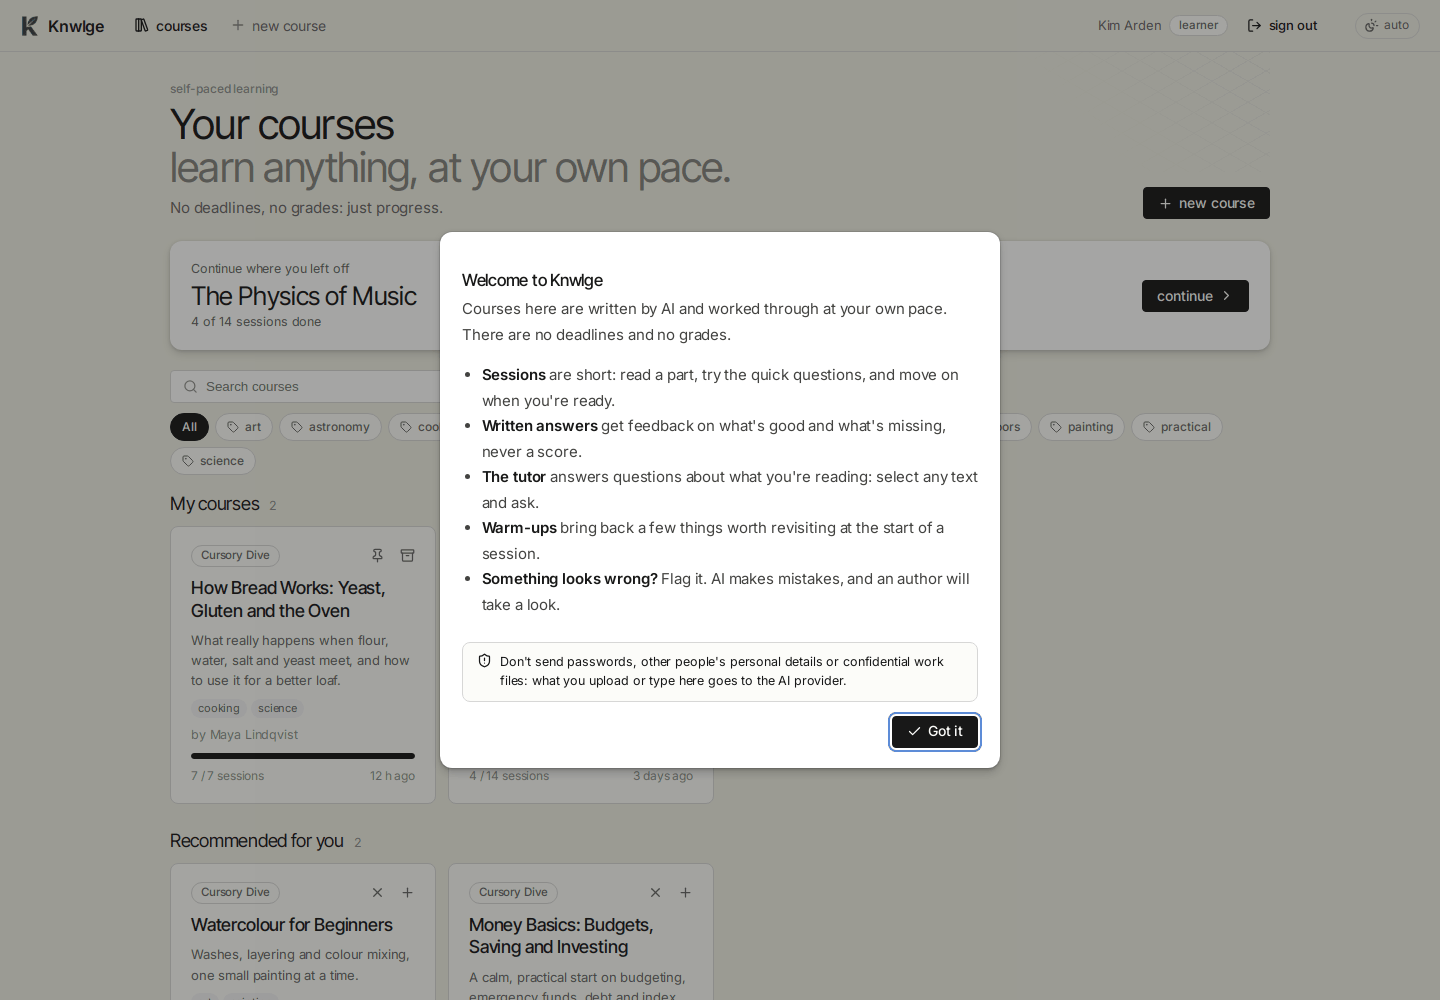 Knwlge
courses
new course
Kim Arden
learner
sign out
auto
self-paced learning
Your courses
learn anything, at your own pace.
No deadlines, no grades: just progress.
new course
Continue where you left off
The Physics of Music
4 of 14 sessions done
continue
Search courses
All
art
astronomy
painting
practical
science
My courses 2
Cursory Dive
How Bread Works: Yeast,
Gluten and the Oven
What really happens when flour,
water, salt and yeast meet, and how
to use it for a better loaf.
cooking
science
by Maya Lindqvist
7 / 7 sessions
12 h ago
4 / 14 sessions
3 days ago
Welcome to Knwlge
Courses here are written by AI and worked through at your own pace.
There are no deadlines and no grades.
Sessions are short: read a part, try the quick questions, and move on
when you're ready.
Written answers get feedback on what's good and what's missing,
never a score.
The tutor answers questions about what you're reading: select any text
and ask.
Warm-ups bring back a few things worth revisiting at the start of a
session.
Something looks wrong? Flag it. AI makes mistakes, and an author will
take a look.
Don't send passwords, other people's personal details or confidential work
files: what you upload or type here goes to the AI provider.
Got it
Recommended for you 2
Cursory Dive
Watercolour for Beginners
Washes, layering and colour mixing,
one small painting at a time.
Cursory Dive
Money Basics: Budgets,
Saving and Investing
A calm, practical start on budgeting,
emergency funds, debt and index